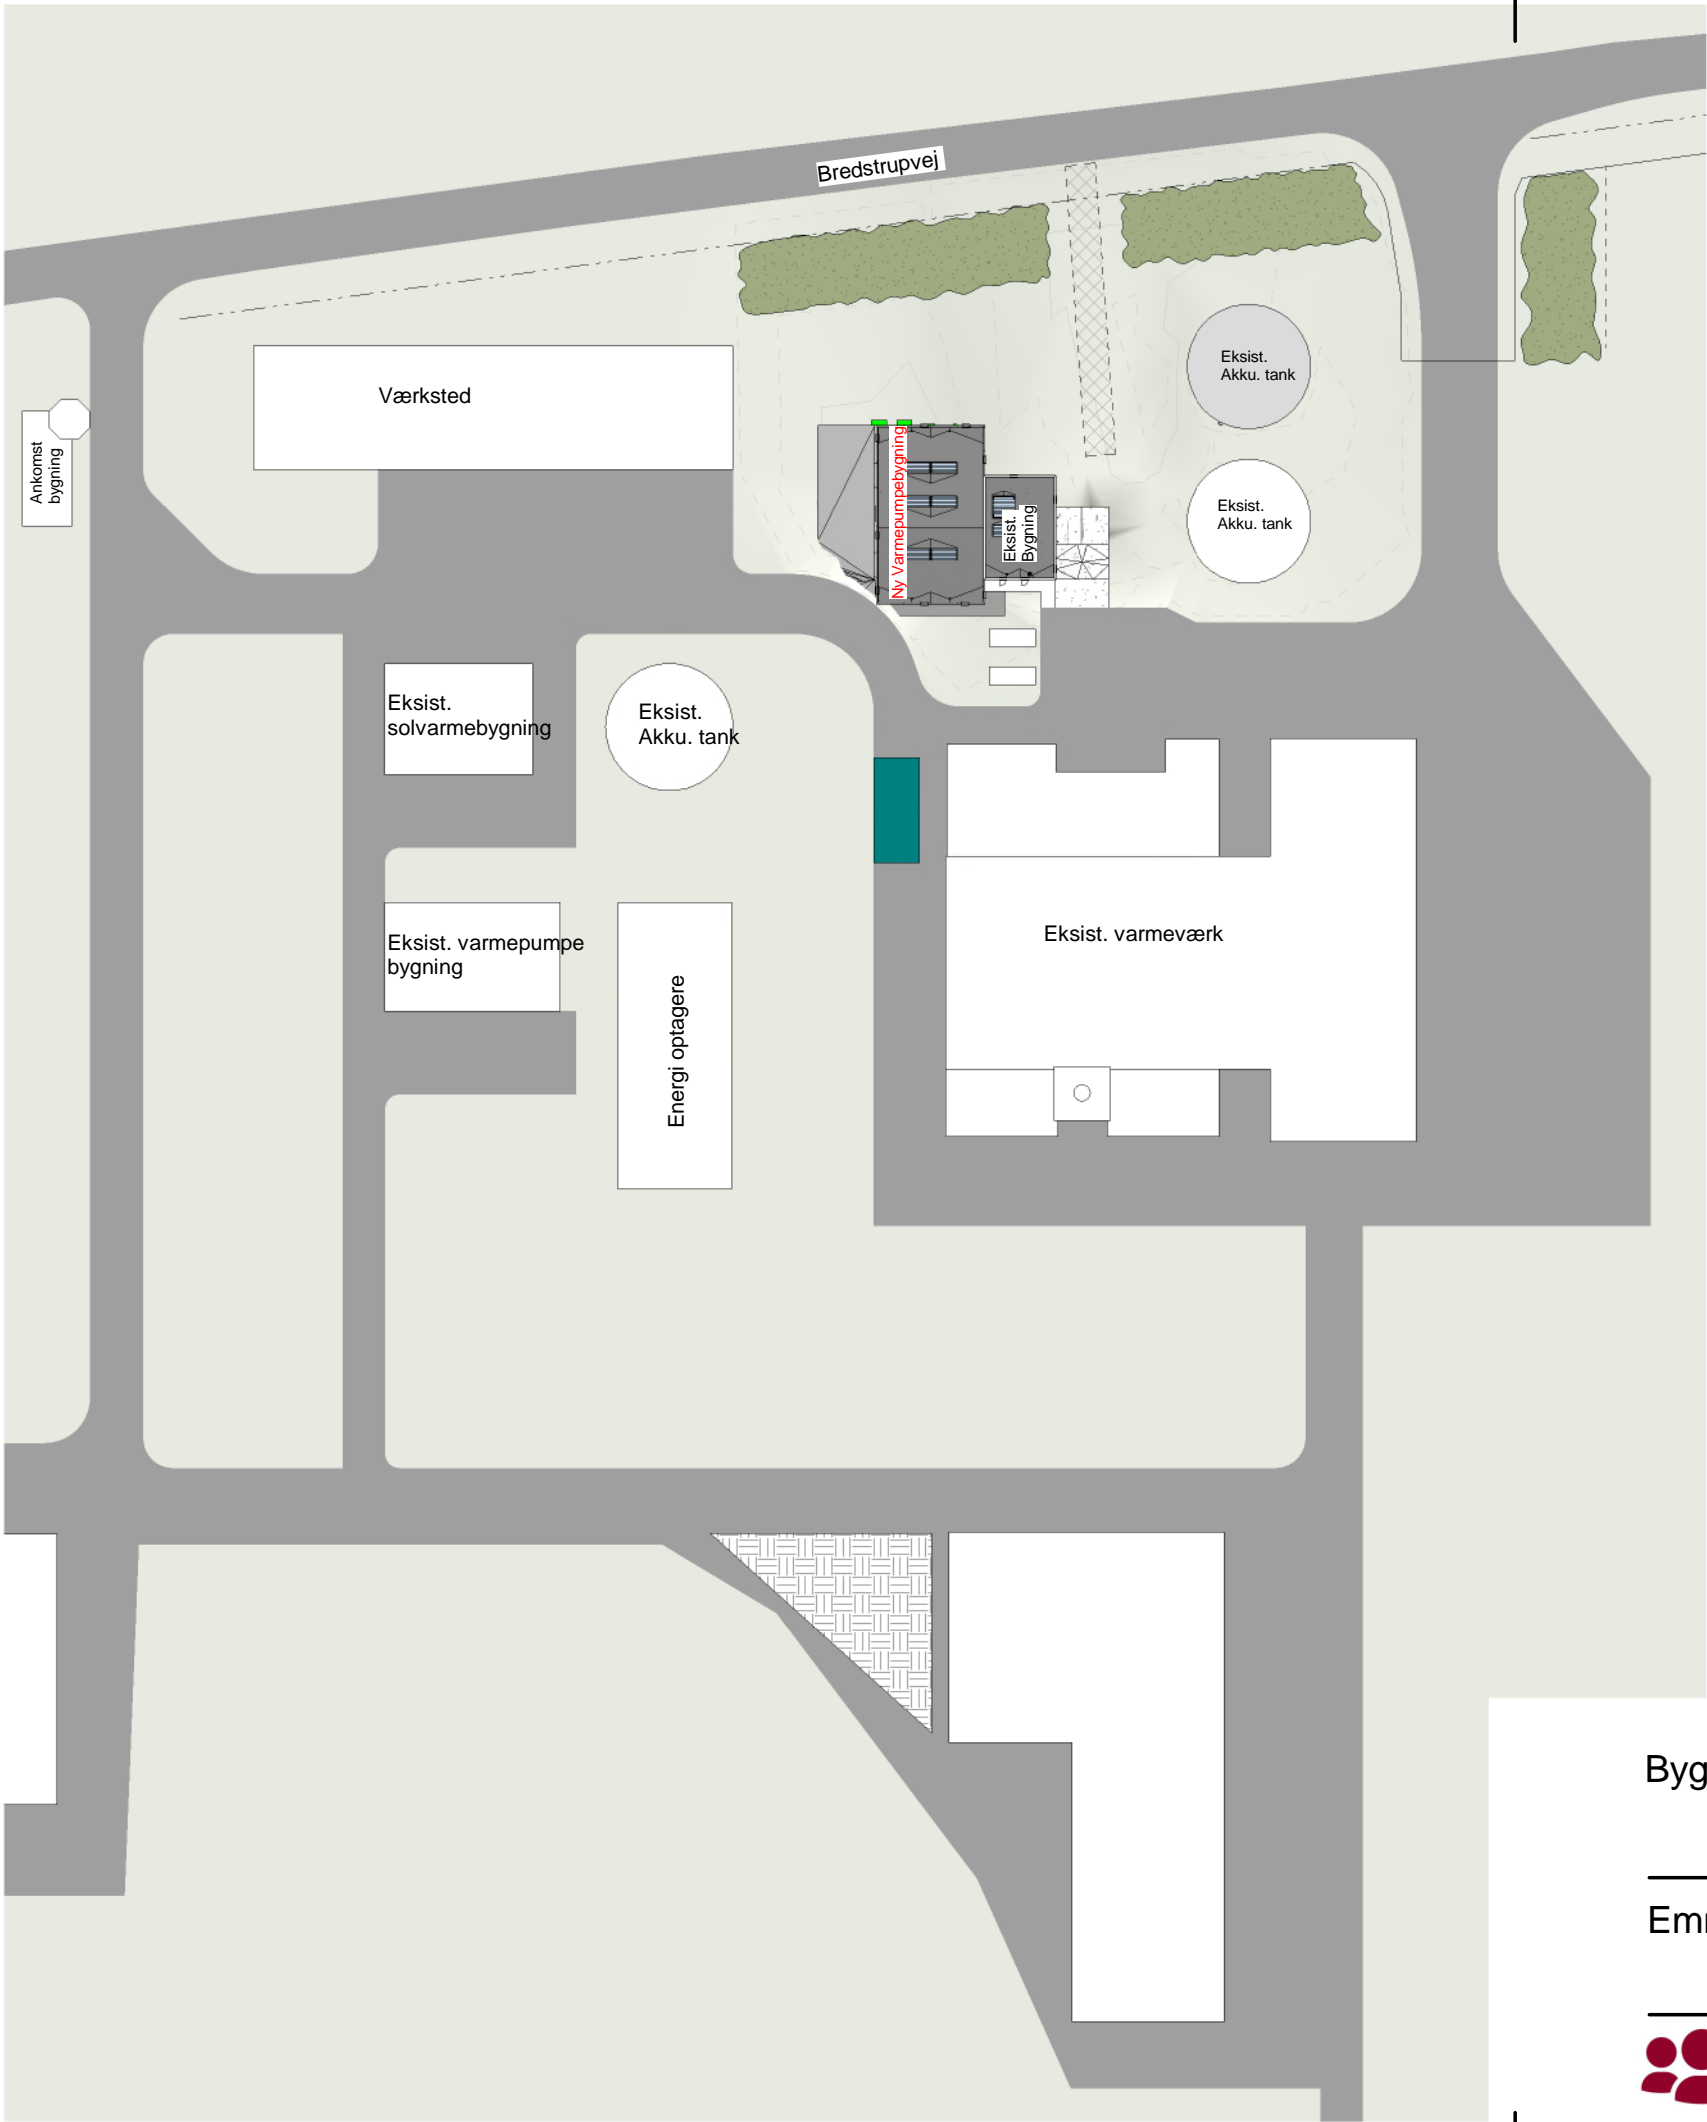 Bredstrupvej
Værksted
Eksist.
Akku. tank
Ankomst
bygning
Ny Varmepumpebygning
Eksist.
Bygning
Eksist.
Akku. tank
Eksist.
solvarmebygning
Eksist.
Akku. tank
Eksist. varmepumpe
bygning
Eksist. varmeværk
Energi optagere
Byg